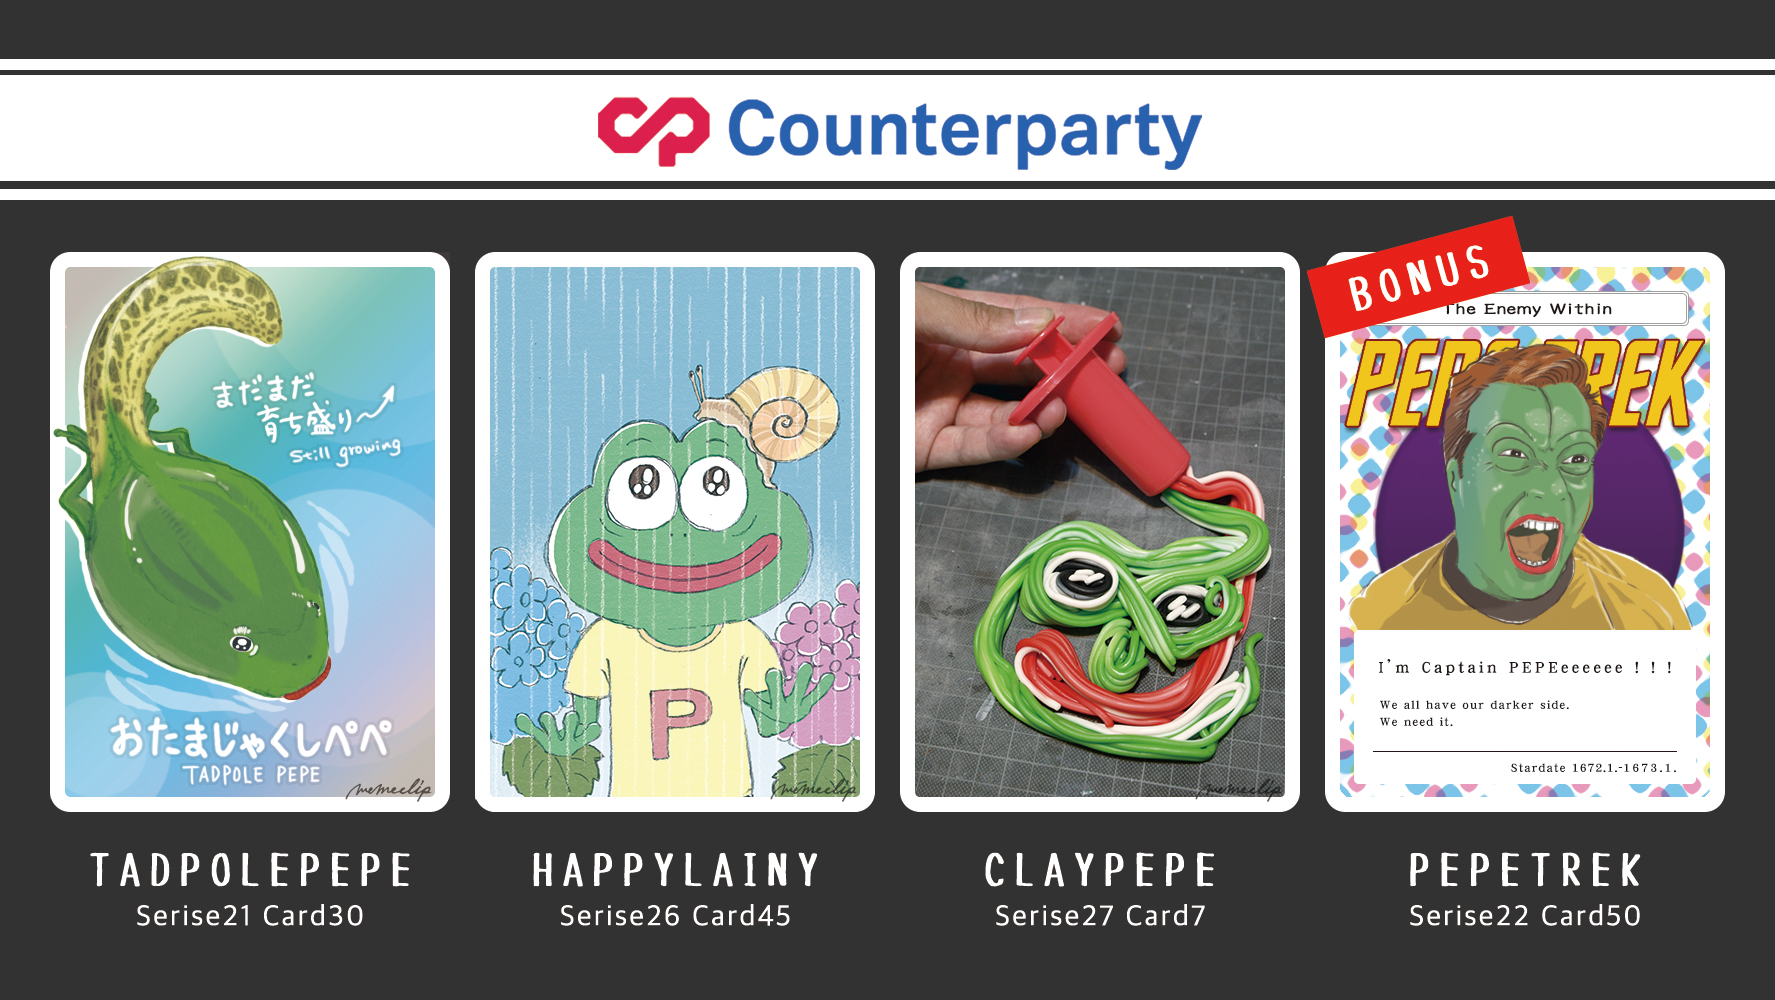 Counterparty
まだまだ
育ち盛り
still growing
おたまじゃくしペペ
TADPOLE PEPE
memeclip
P
memeclip
memeclip
BONUS
The Enemy Within
I'm Captain PEPEeeeeee ! ! !
We all have our darker side.
We need it.
Stardate 1672.1.-1673.1.
TADPOLEPEPE
Serise21 Card30
HAPPYLAINY
Serise26 Card45
CLAYPEPE
Serise27 Card7
PEPETREK
Serise22 Card50